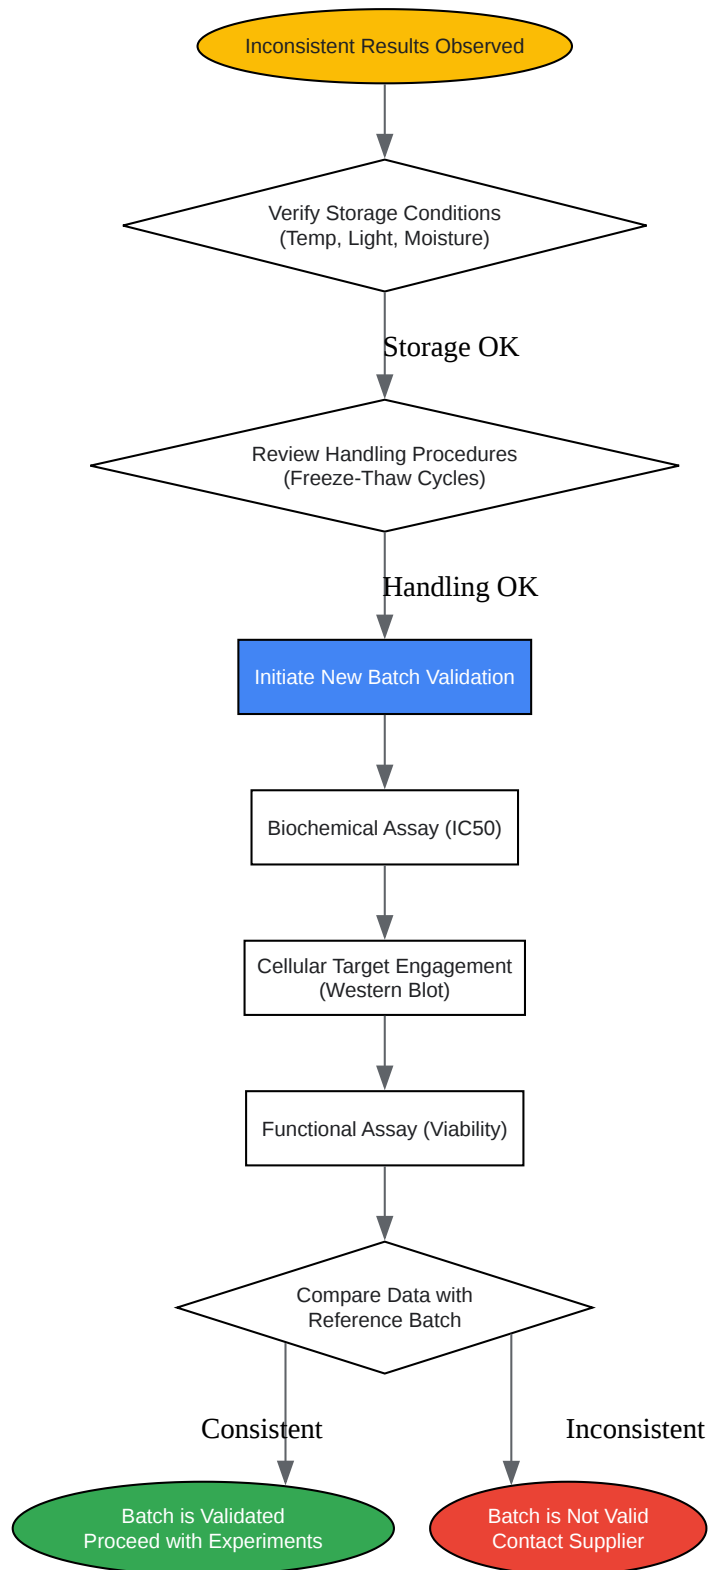 Inconsistent Results Observed
Verify Storage Conditions
(Temp, Light, Moisture)
Storage OK
Review Handling Procedures
(Freeze-Thaw Cycles)
Handling OK
Initiate New Batch Validation
Biochemical Assay (IC50)
Cellular Target Engagement
(Western Blot)
Functional Assay (Viability)
Compare Data with
Reference Batch
Consistent
Inconsistent
Batch is Validated
Proceed with Experiments
Batch is Not Valid
Contact Supplier